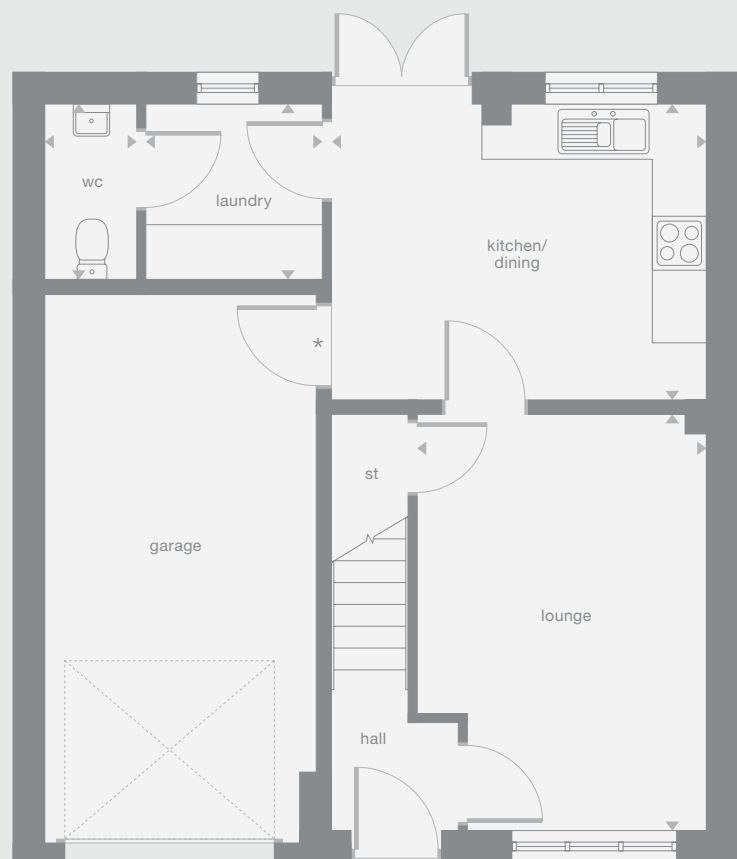 wc
laundry
kitchen/
dining
*
st
garage
lounge
hall